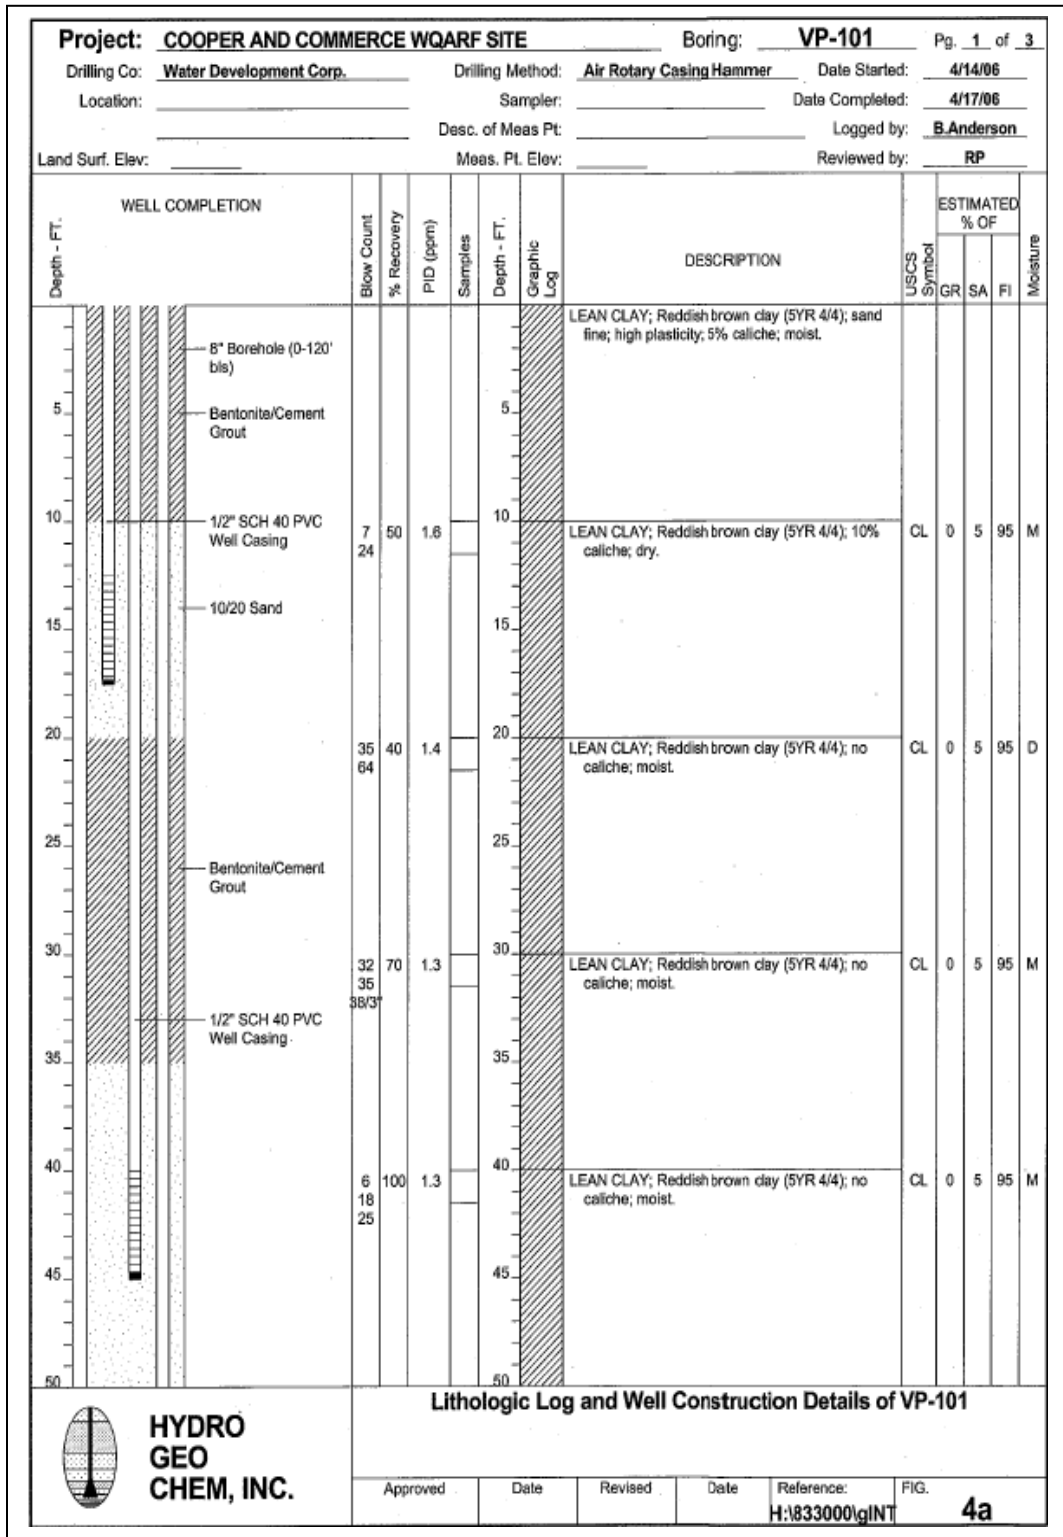 Project: COOPER AND COMMERCE WQARF SITE Boring: VP-101 Pg. 1 of 3
Drilling Co: Water Development Corp. Drilling Method: Air Rotary Casing Hammer Date Started: 4/14/06
Location: Sampler: Date Completed: 4/17/06
Desc. of Meas Pt: Logged by: B.Anderson
Land Surf. Elev: Meas. Pt. Elev: Reviewed by: RP
Depth - FT. WELL COMPLETION Blow Count % Recovery PID (ppm) Samples Depth - FT. Graphic Log DESCRIPTION USCS Symbol ESTIMATED % OF GR SA FI Moisture
LEAN CLAY; Reddish brown clay (5YR 4/4); sand
fine; high plasticity; 5% caliche; moist.
8" Borehole (0-120'
bls)
5 Bentonite/Cement 5
Grout
10 1/2" SCH 40 PVC 10
Well Casing
7 50 1.6 LEAN CLAY; Reddish brown clay (5YR 4/4); 10% CL 0 5 95 M
24 caliche; dry.
10/20 Sand
15 15
20 20
35 40 1.4 LEAN CLAY; Reddish brown clay (5YR 4/4); no CL 0 5 95 D
64 caliche; moist.
25 25
Bentonite/Cement
Grout
30 30
32 70 1.3 LEAN CLAY; Reddish brown clay (5YR 4/4); no CL 0 5 95 M
35 caliche; moist.
38/3"
1/2" SCH 40 PVC
Well Casing
35 35
40 40
6 100 1.3 LEAN CLAY; Reddish brown clay (5YR 4/4); no CL 0 5 95 M
18 caliche; moist.
25
45 45
50 50
Lithologic Log and Well Construction Details of VP-101
HYDRO
GEO
CHEM, INC.
Approved Date Revised Date Reference: FIG.
H:\833000\gINT 4a